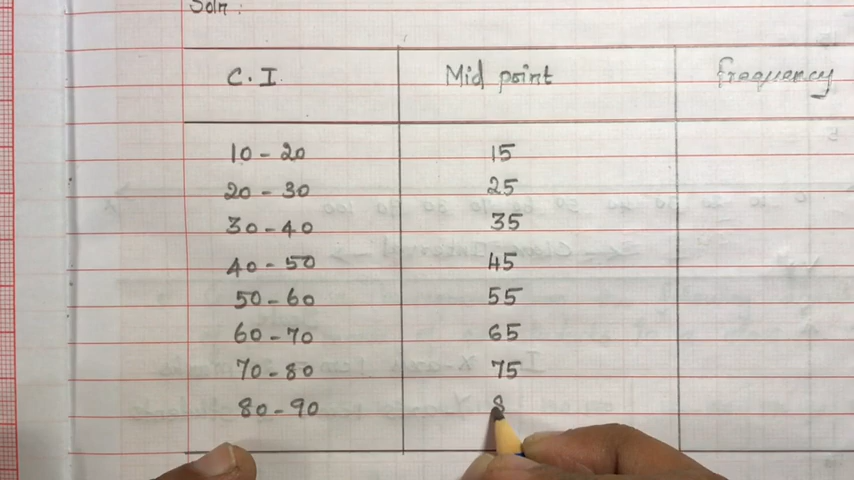 Soln :
C.I. Mid point Frequency
10 - 20 15
20 - 30 25
30 - 40 35
40 - 50 45
50 - 60 55
60 - 70 65
70 - 80 75
80 - 90 8